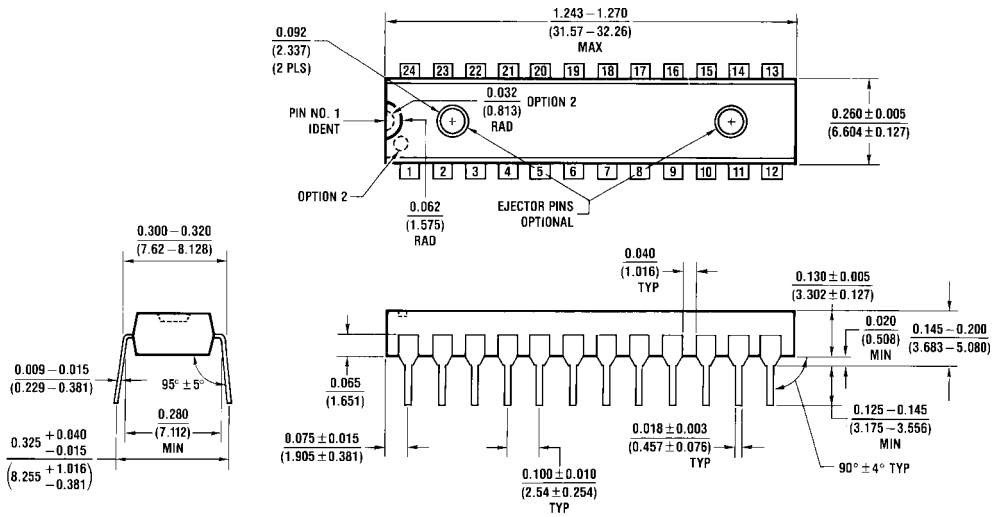 1.243–1.270
(31.57–32.26)
MAX
0.092
(2.337)
(2 PLS)
24 23 22 21 20 19 18 17 16 15 14 13
0.032
(0.813)
RAD
OPTION 2
PIN NO. 1
IDENT
0.260 ± 0.005
(6.604 ± 0.127)
1 2 3 4 5 6 7 8 9 10 11 12
OPTION 2
0.062
(1.575)
RAD
EJECTOR PINS
OPTIONAL
0.300–0.320
(7.62–8.128)
0.009–0.015
(0.229–0.381)
95° ±5°
0.280
(7.112)
MIN
0.325 +0.040
−0.015
(8.255 +1.016
−0.381)
0.040
(1.016)
TYP
0.130 ± 0.005
(3.302 ± 0.127)
0.020
(0.508)
MIN
0.145–0.200
(3.683–5.080)
0.065
(1.651)
0.125–0.145
(3.175–3.556)
MIN
0.075 ± 0.015
(1.905 ± 0.381)
0.018 ± 0.003
(0.457 ± 0.076)
TYP
0.100 ± 0.010
(2.54 ± 0.254)
TYP
90° ±4° TYP